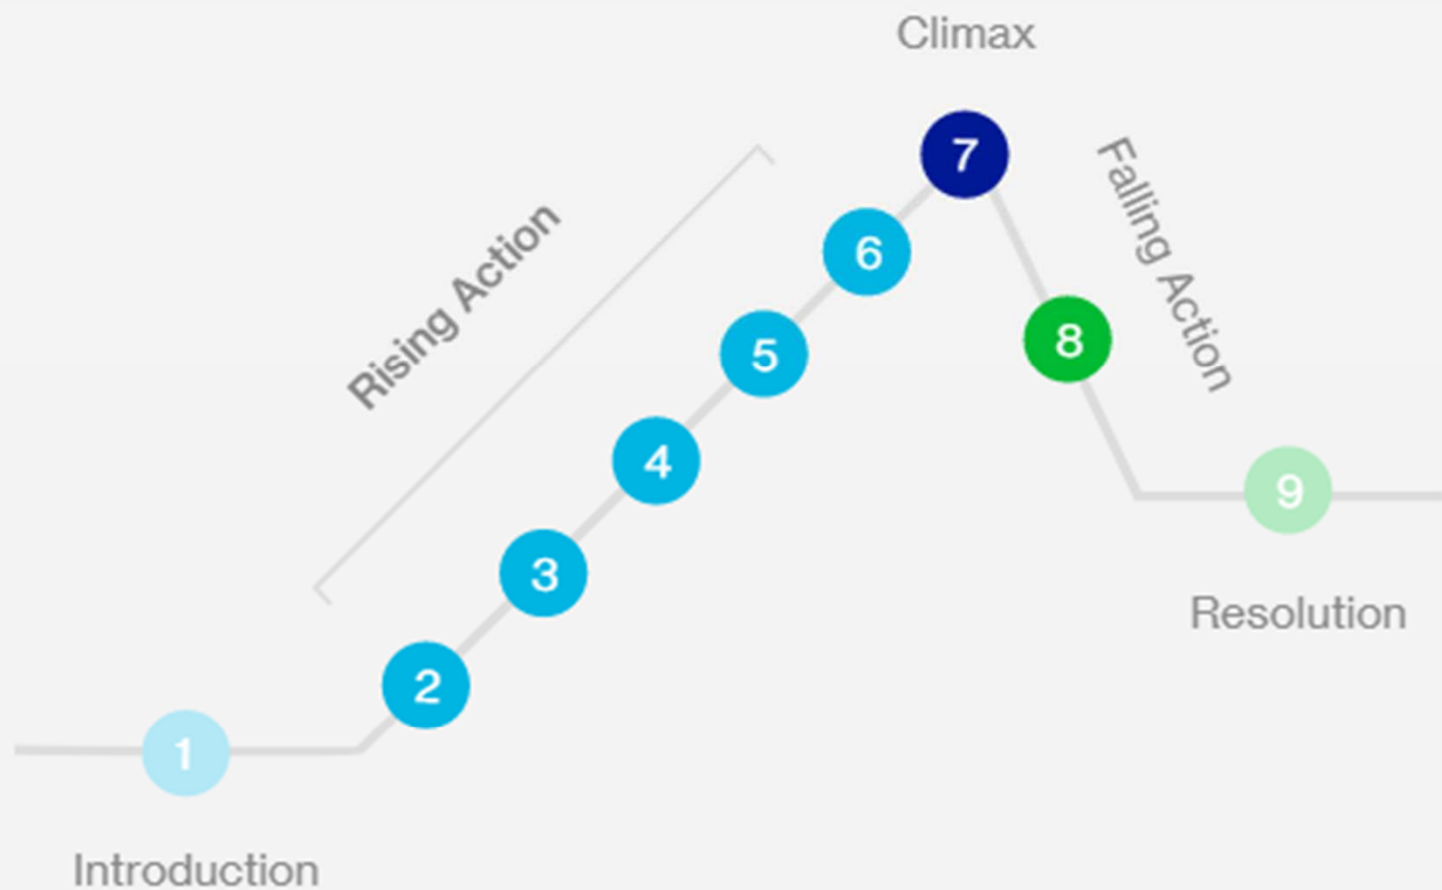 Climax
7
Falling Action
Rising Action
6
8
5
4
9
3
Resolution
2
1
Introduction